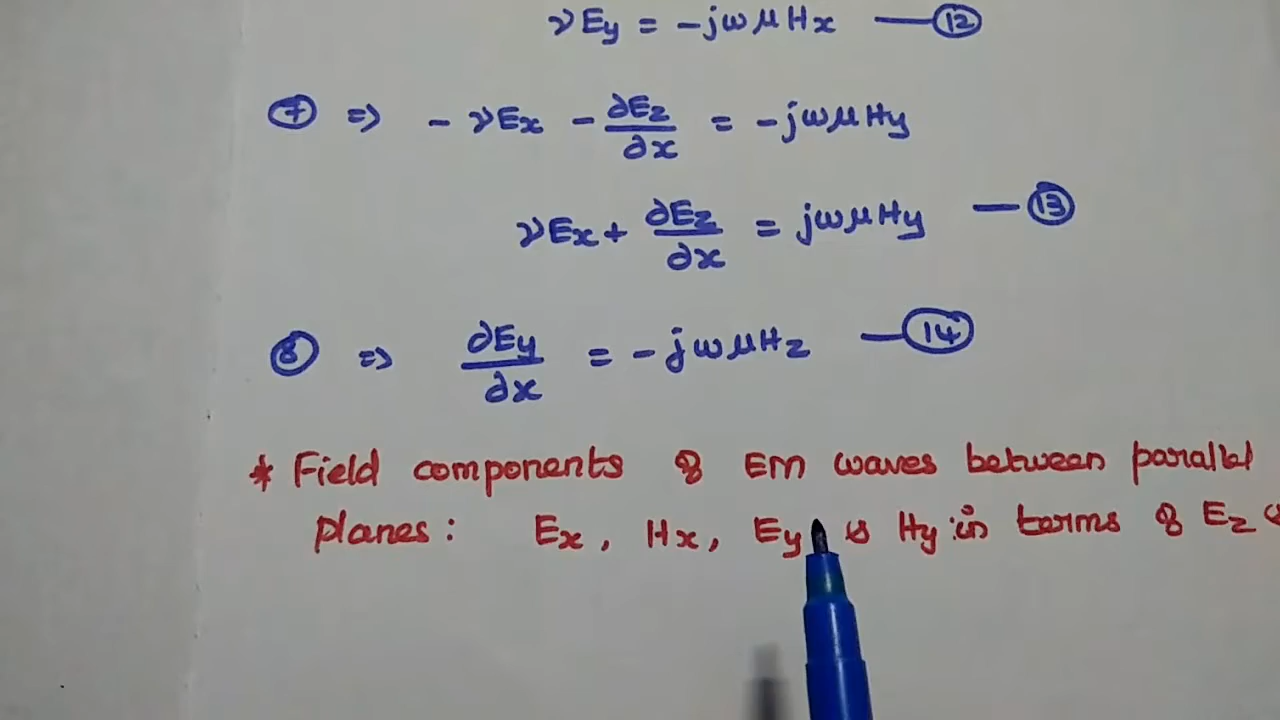 γEy = -jωμHx —⑫
⑦ => - γEx - ∂Ez/∂x = -jωμHy
γEx + ∂Ez/∂x = jωμHy —⑬
⑧ => ∂Ey/∂x = -jωμHz —⑭
* Field components of EM waves between parallel
planes : Ex, Hx, Ey & Hy in terms of Ez &